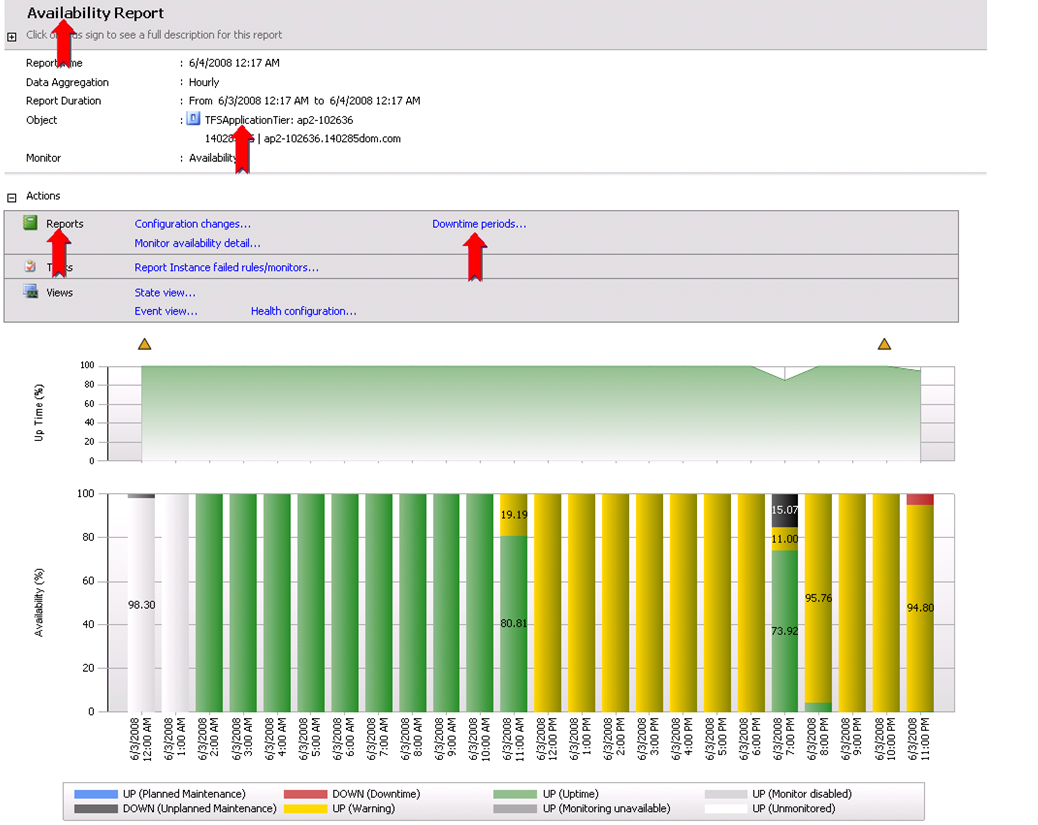 Availability Report
Click sign to see a full description for this report
Report : 6/4/2008 12:17 AM
Data Aggregation : Hourly
Report Duration : From 6/3/2008 12:17 AM to 6/4/2008 12:17 AM
Object : TFSApplicationTier: ap2-102636
| ap2-102636.140285dom.com
Monitor : Availability
Actions
Reports Configuration changes... Downtime periods...
Monitor availability detail...
Report Instance failed rules/monitors...
Views State view...
Event view... Health configuration...
Up Time (%)
100
80
60
40
20
0
Availability (%)
100
80
60
40
20
0
98.30
19.19
80.81
15.07
11.00
73.92
95.76
94.80
6/3/2008 12:00 AM
6/3/2008 1:00 AM
6/3/2008 2:00 AM
6/3/2008 3:00 AM
6/3/2008 4:00 AM
6/3/2008 5:00 AM
6/3/2008 6:00 AM
6/3/2008 7:00 AM
6/3/2008 8:00 AM
6/3/2008 9:00 AM
6/3/2008 10:00 AM
6/3/2008 11:00 AM
6/3/2008 12:00 PM
6/3/2008 1:00 PM
6/3/2008 2:00 PM
6/3/2008 3:00 PM
6/3/2008 4:00 PM
6/3/2008 5:00 PM
6/3/2008 6:00 PM
6/3/2008 7:00 PM
6/3/2008 8:00 PM
6/3/2008 9:00 PM
6/3/2008 10:00 PM
6/3/2008 11:00 PM
UP (Planned Maintenance) DOWN (Downtime) UP (Uptime) UP (Monitor disabled)
DOWN (Unplanned Maintenance) UP (Warning) UP (Monitoring unavailable) UP (Unmonitored)